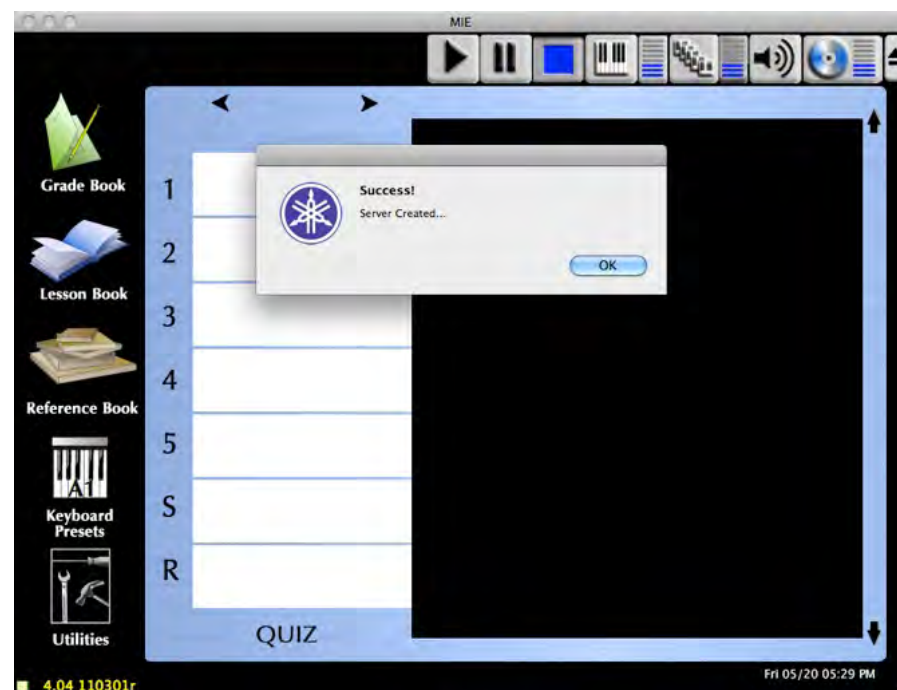 MIE
Grade Book
Lesson Book
Reference Book
A1
Keyboard
Presets
Utilities
1
2
3
4
5
S
R
QUIZ
Success!
Server Created...
OK
Fri 05/20 05:29 PM
4.04 110301r